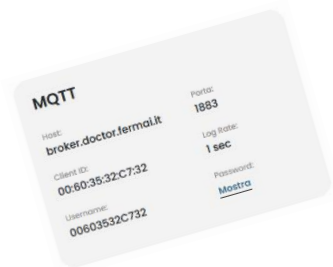 MQTT
Host:
broker.doctor.fermai.it
Porta:
1883
Client ID:
00:60:35:32:C7:32
Log Rate:
1 sec
Username:
00603532C732
Password:
Mostra